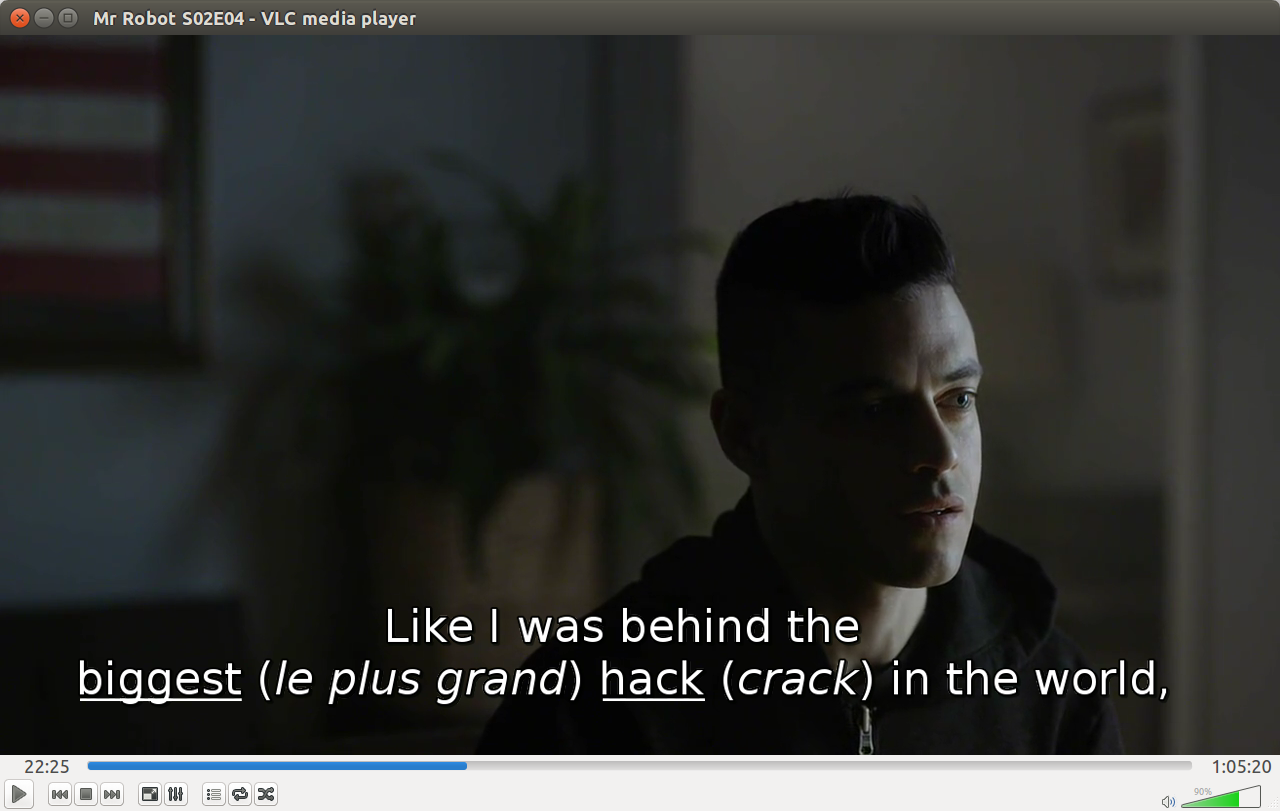 Mr Robot S02E04 - VLC media player
Like I was behind the
biggest (le plus grand) hack (crack) in the world,
22:25
1:05:20
90%